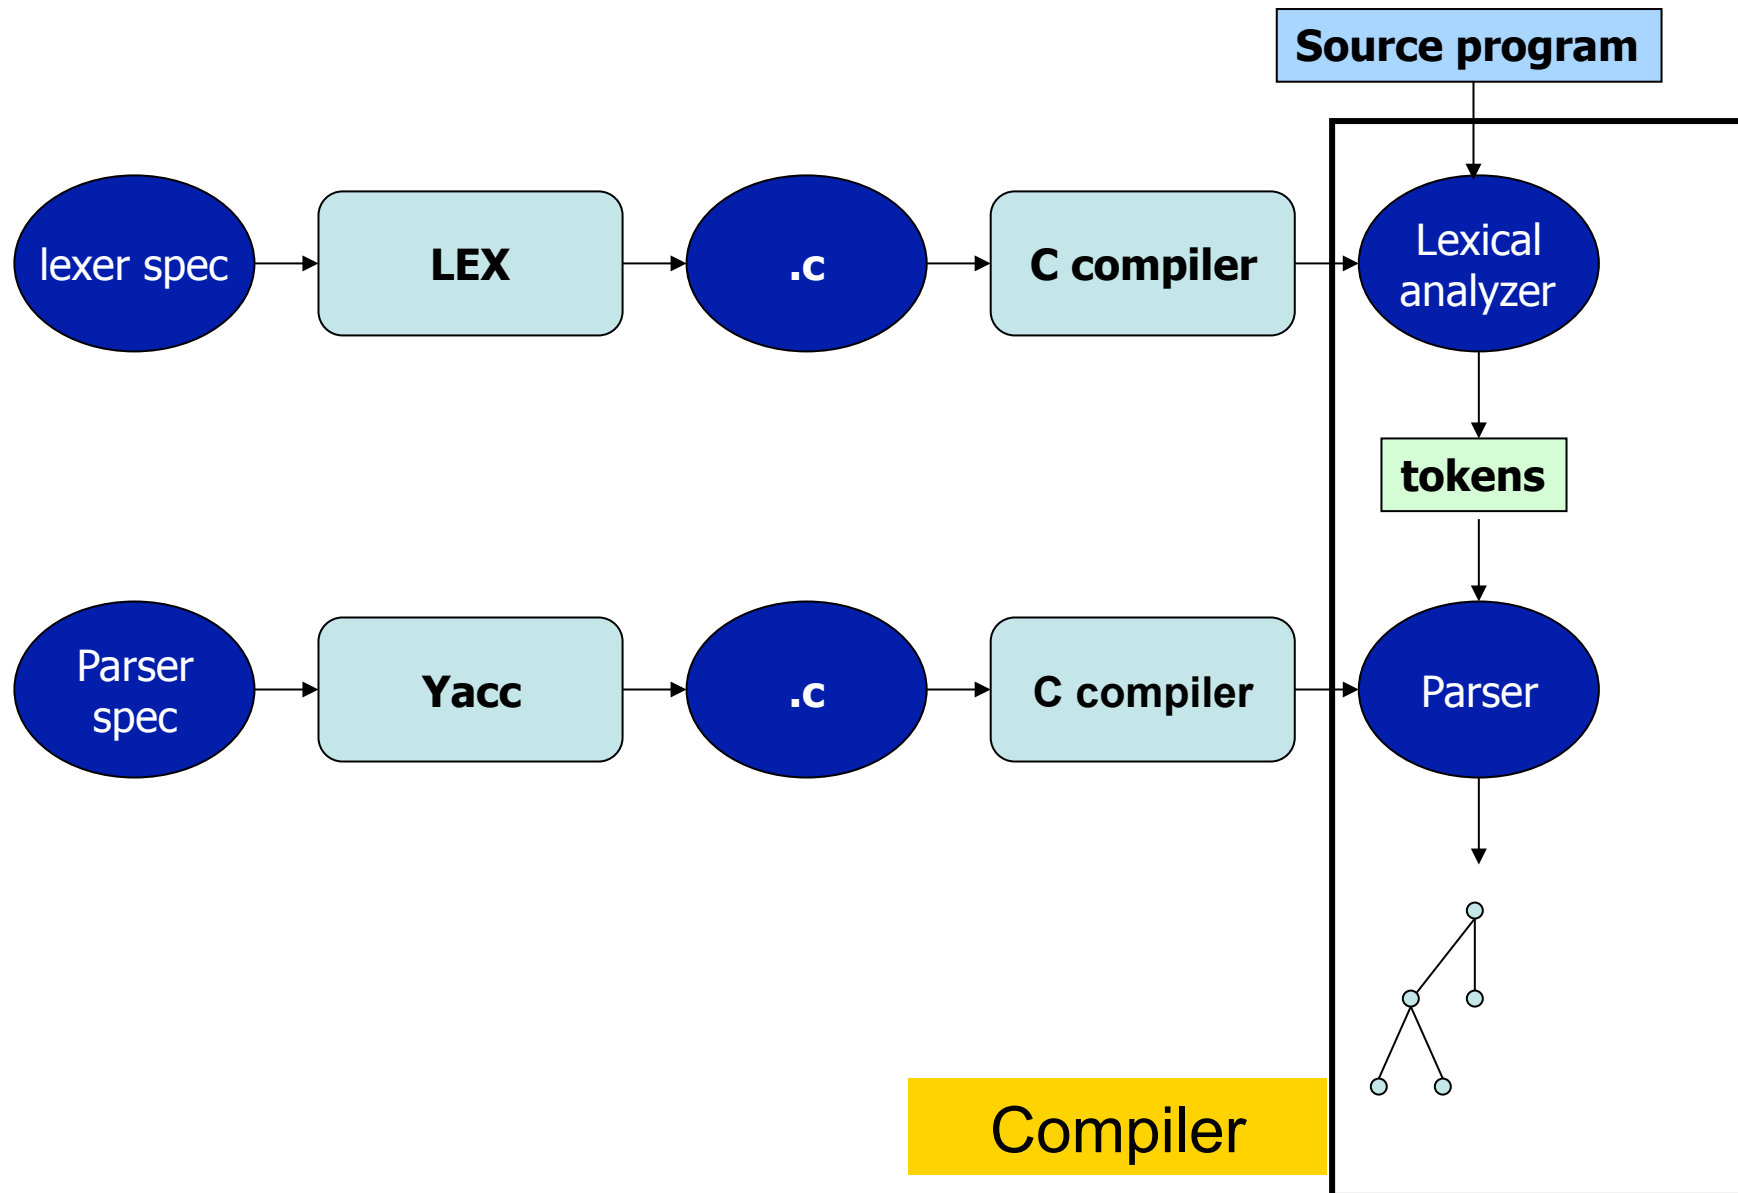 Source program
lexer spec
LEX
.c
C compiler
Lexical
analyzer
tokens
Parser
spec
Yacc
.c
C compiler
Parser
Compiler